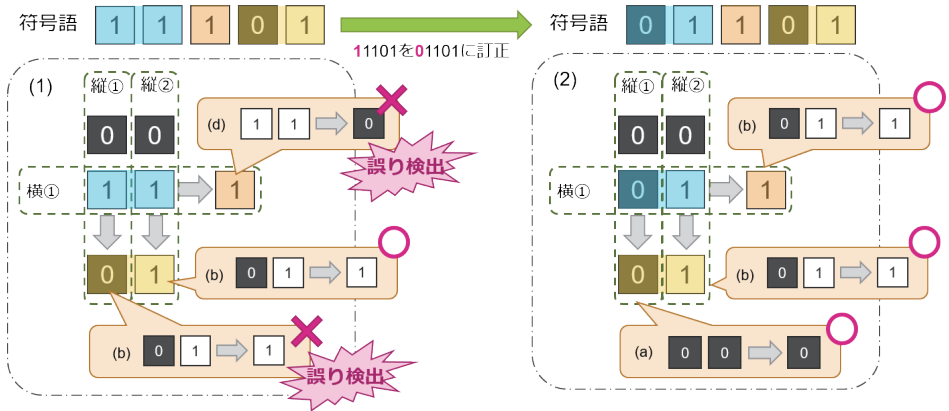 符号語 1 1 1 0 1
11101を01101に訂正
符号語 0 1 1 0 1
(1)
縦① 縦②
0 0
(d) 1 1 0
誤り検出
横① 1 1 1
0 1
(b) 0 1 1
(b) 0 1 1
誤り検出
(2)
縦① 縦②
0 0
(b) 0 1 1
横① 0 1 1
0 1
(b) 0 1 1
(a) 0 0 0